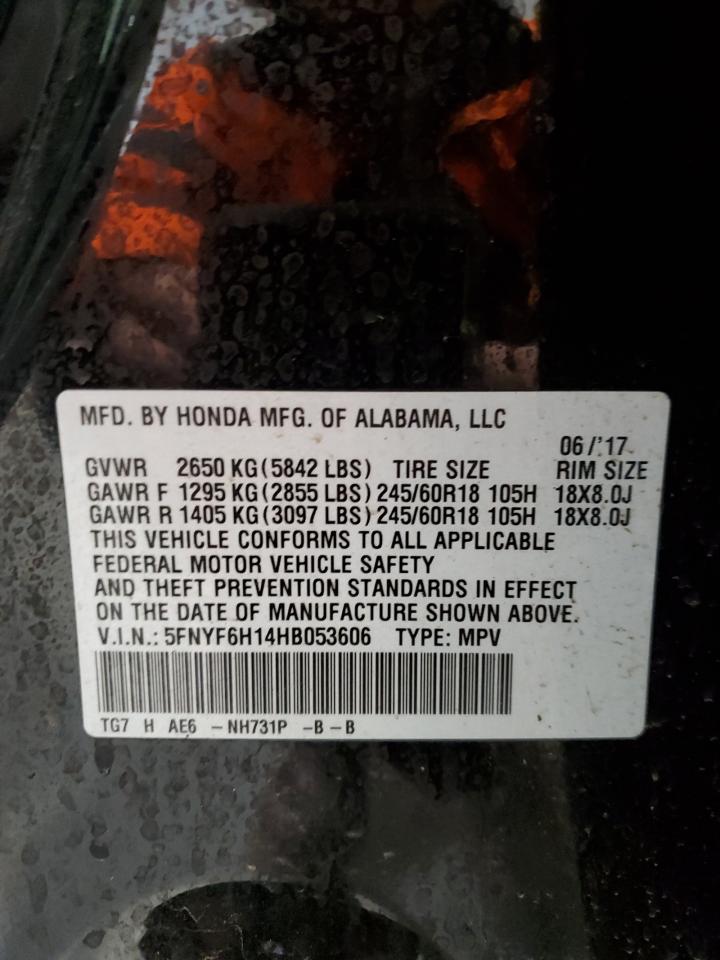 MFD. BY HONDA MFG. OF ALABAMA, LLC
06/'17
GVWR 2650 KG(5842 LBS) TIRE SIZE RIM SIZE
GAWR F 1295 KG(2855 LBS) 245/60R18 105H 18X8.0J
GAWR R 1405 KG(3097 LBS) 245/60R18 105H 18X8.0J
THIS VEHICLE CONFORMS TO ALL APPLICABLE
FEDERAL MOTOR VEHICLE SAFETY
AND THEFT PREVENTION STANDARDS IN EFFECT
ON THE DATE OF MANUFACTURE SHOWN ABOVE.
V.I.N.: 5FNYF6H14HB053606 TYPE: MPV
TG7 H AE6 -NH731P -B-B